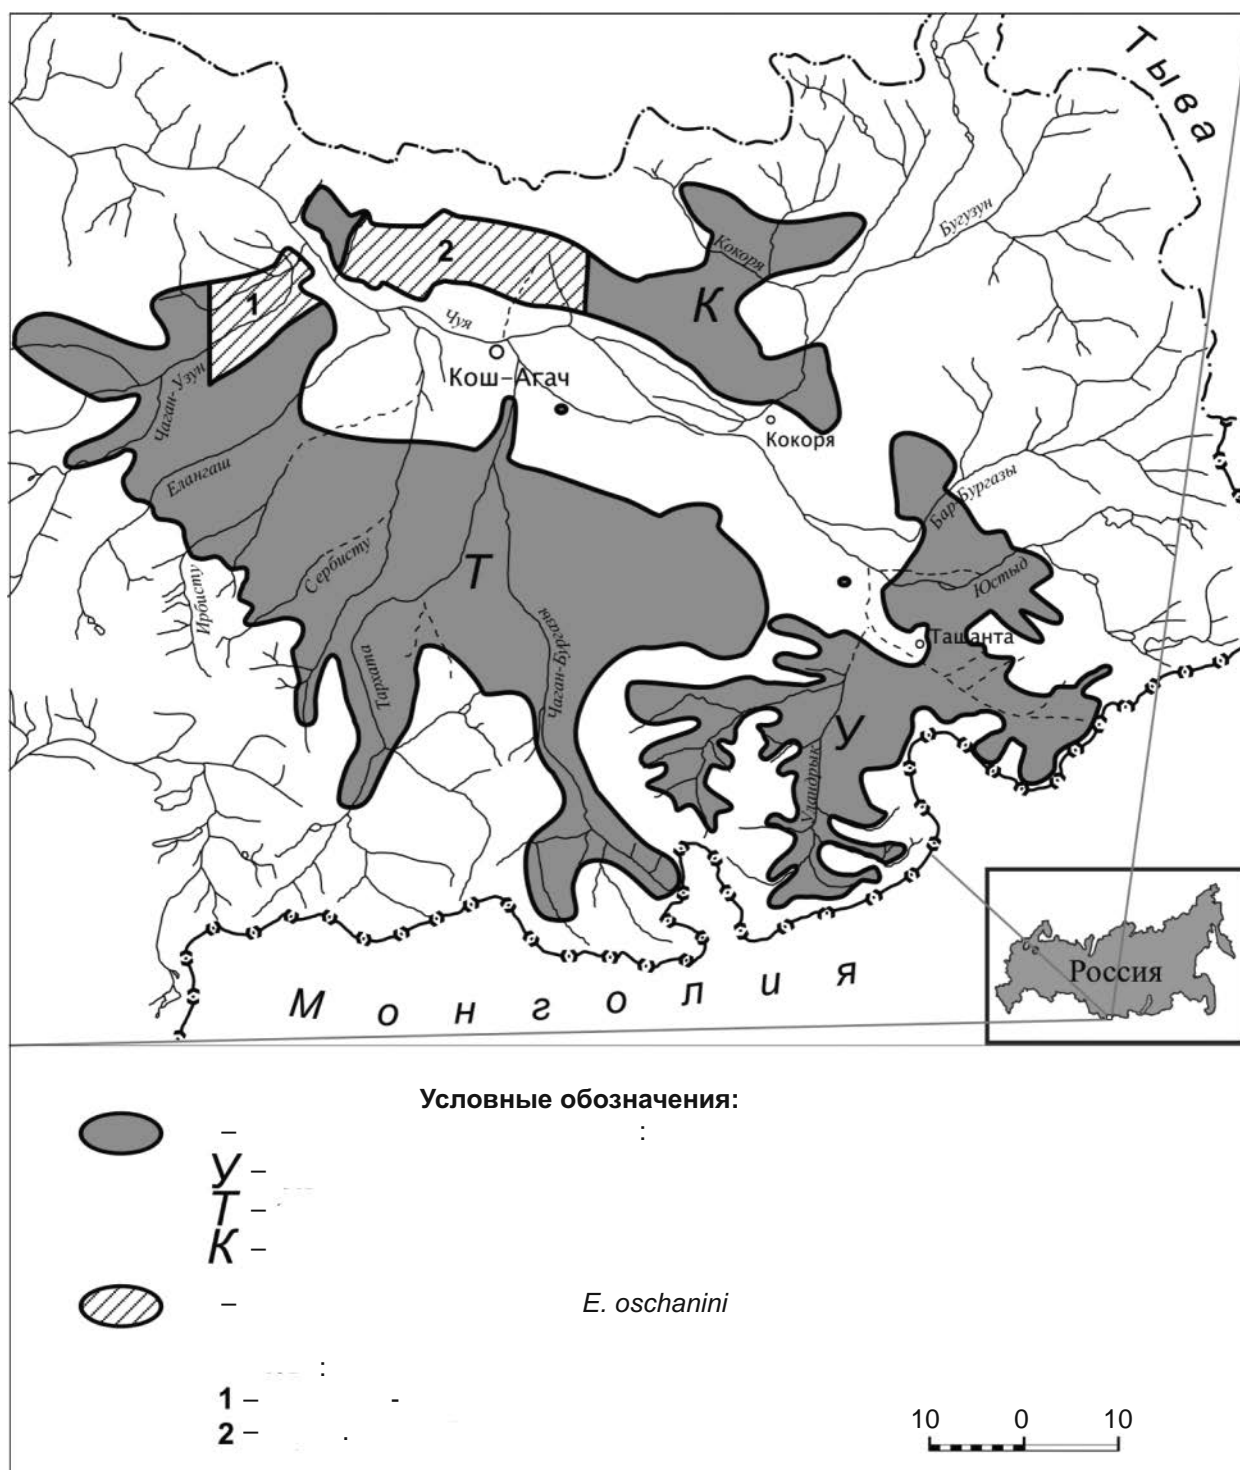 Тыва
Бугузун
2
Кокоря
1
К
Чуя
Кош-Агач
Чаган-Узун
Кокоря
Елангаш
Бар-Бургазы
Сербисту
Т
Юстыд
Ирбисту
Чаган-Бургазы
Ташанта
Тархата
У
Уландрык
Россия
Монголия
Условные обозначения:
– :
У –
Т –
К –
– E. oschanini
:
1 – -
2 – .
10 0 10